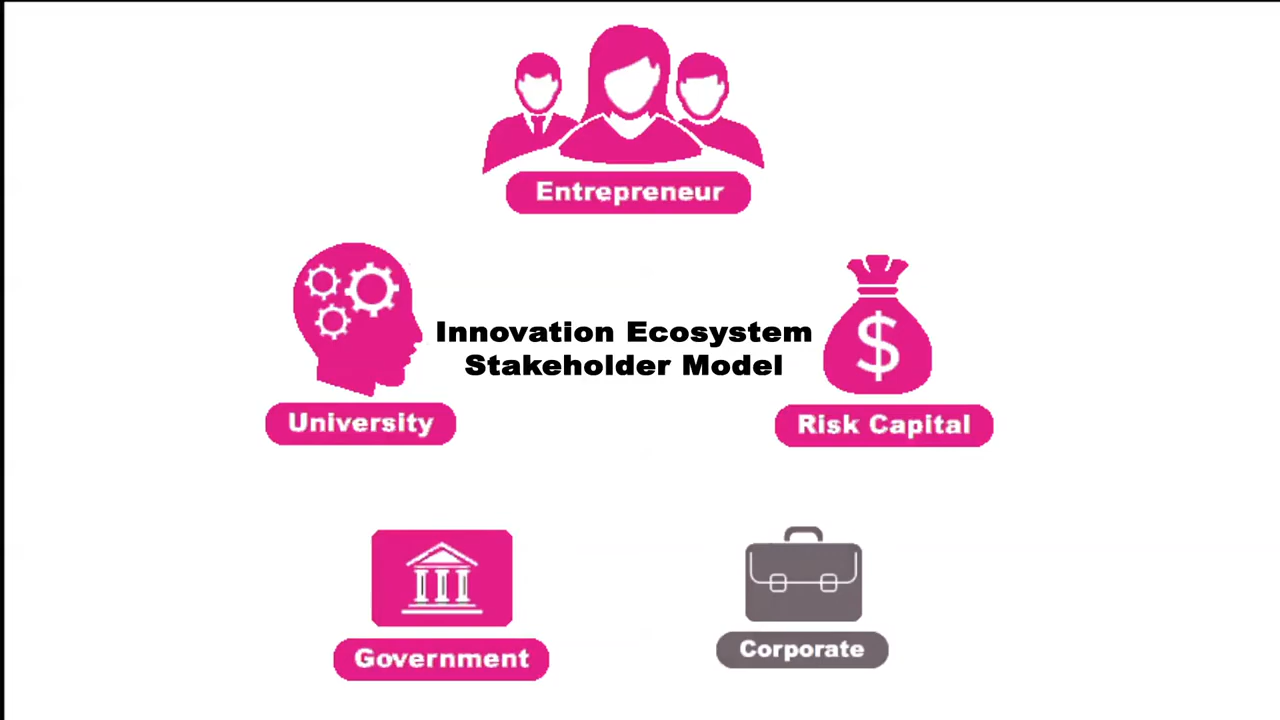 Entrepreneur
Innovation Ecosystem
Stakeholder Model
$
University
Risk Capital
Government
Corporate